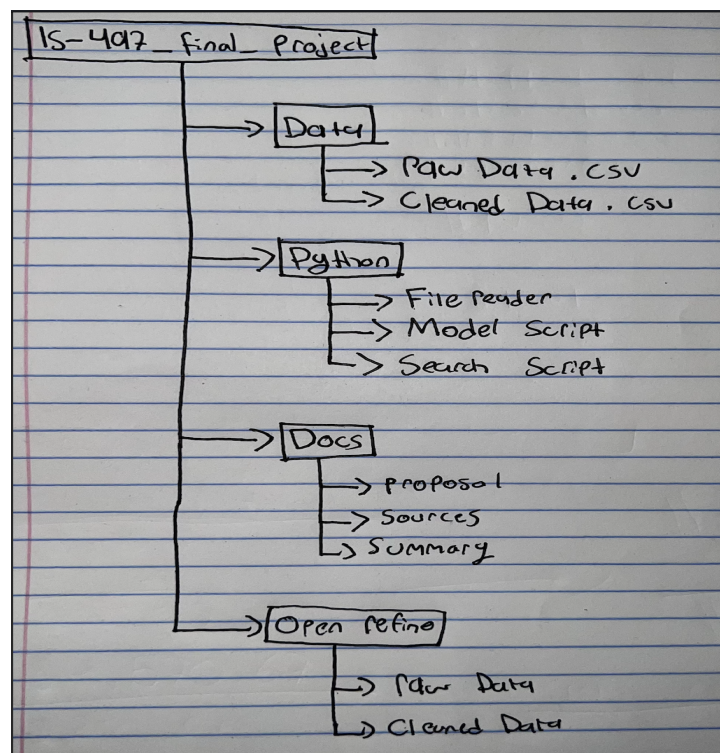 IS-497_final_project
Data
Raw Data.csv
Cleaned Data.csv
Python
File reader
Model Script
Search Script
Docs
proposal
Sources
Summary
Open refine
Raw Data
Cleaned Data